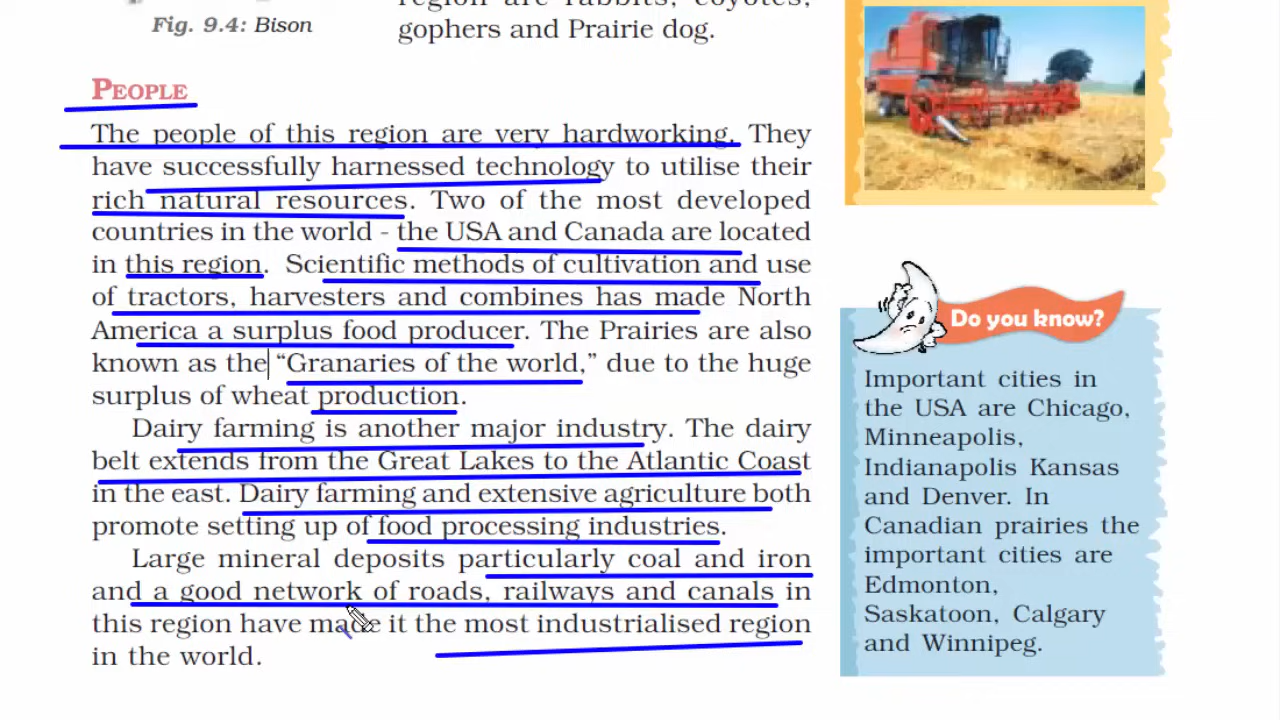 region are rabbits, coyotes,
gophers and Prairie dog.
Fig. 9.4: Bison
PEOPLE
The people of this region are very hardworking. They
have successfully harnessed technology to utilise their
rich natural resources. Two of the most developed
countries in the world - the USA and Canada are located
in this region. Scientific methods of cultivation and use
of tractors, harvesters and combines has made North
America a surplus food producer. The Prairies are also
known as the “Granaries of the world,” due to the huge
surplus of wheat production.
Dairy farming is another major industry. The dairy
belt extends from the Great Lakes to the Atlantic Coast
in the east. Dairy farming and extensive agriculture both
promote setting up of food processing industries.
Large mineral deposits particularly coal and iron
and a good network of roads, railways and canals in
this region have made it the most industrialised region
in the world.
Do you know?
Important cities in
the USA are Chicago,
Minneapolis,
Indianapolis Kansas
and Denver. In
Canadian prairies the
important cities are
Edmonton,
Saskatoon, Calgary
and Winnipeg.